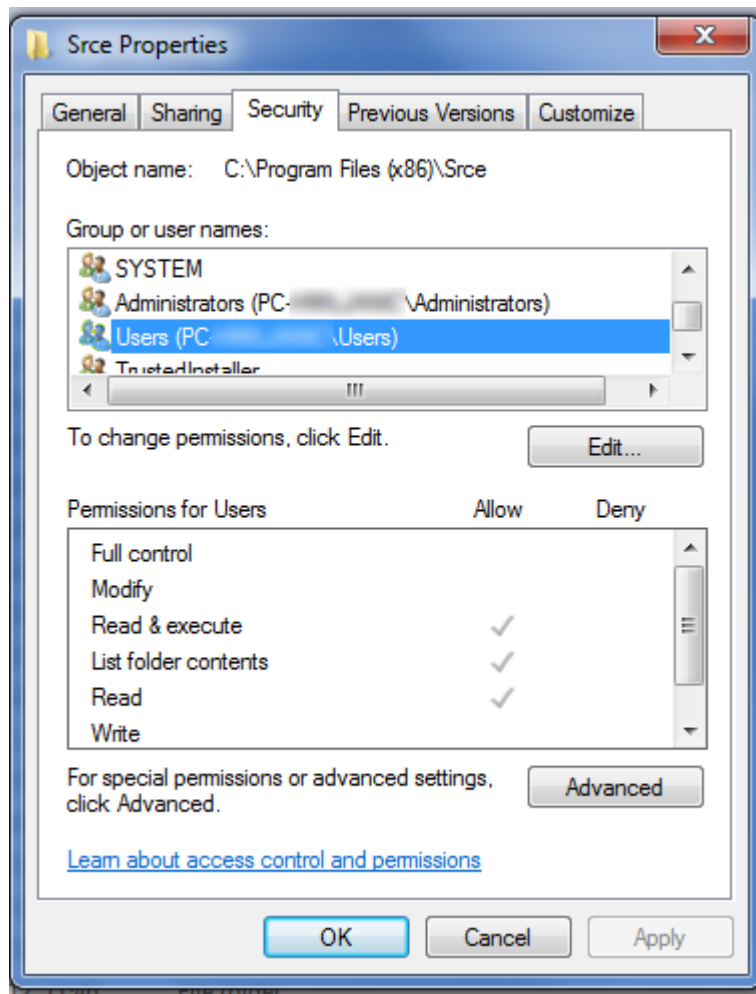 Srce Properties
General Sharing Security Previous Versions Customize
Object name: C:\Program Files (x86)\Srce
Group or user names:
SYSTEM
Administrators (PC- \Administrators)
Users (PC- \Users)
TrustedInstaller
To change permissions, click Edit. Edit...
Permissions for Users Allow Deny
Full control
Modify
Read & execute
List folder contents
Read
Write
For special permissions or advanced settings, click Advanced. Advanced
Learn about access control and permissions
OK Cancel Apply